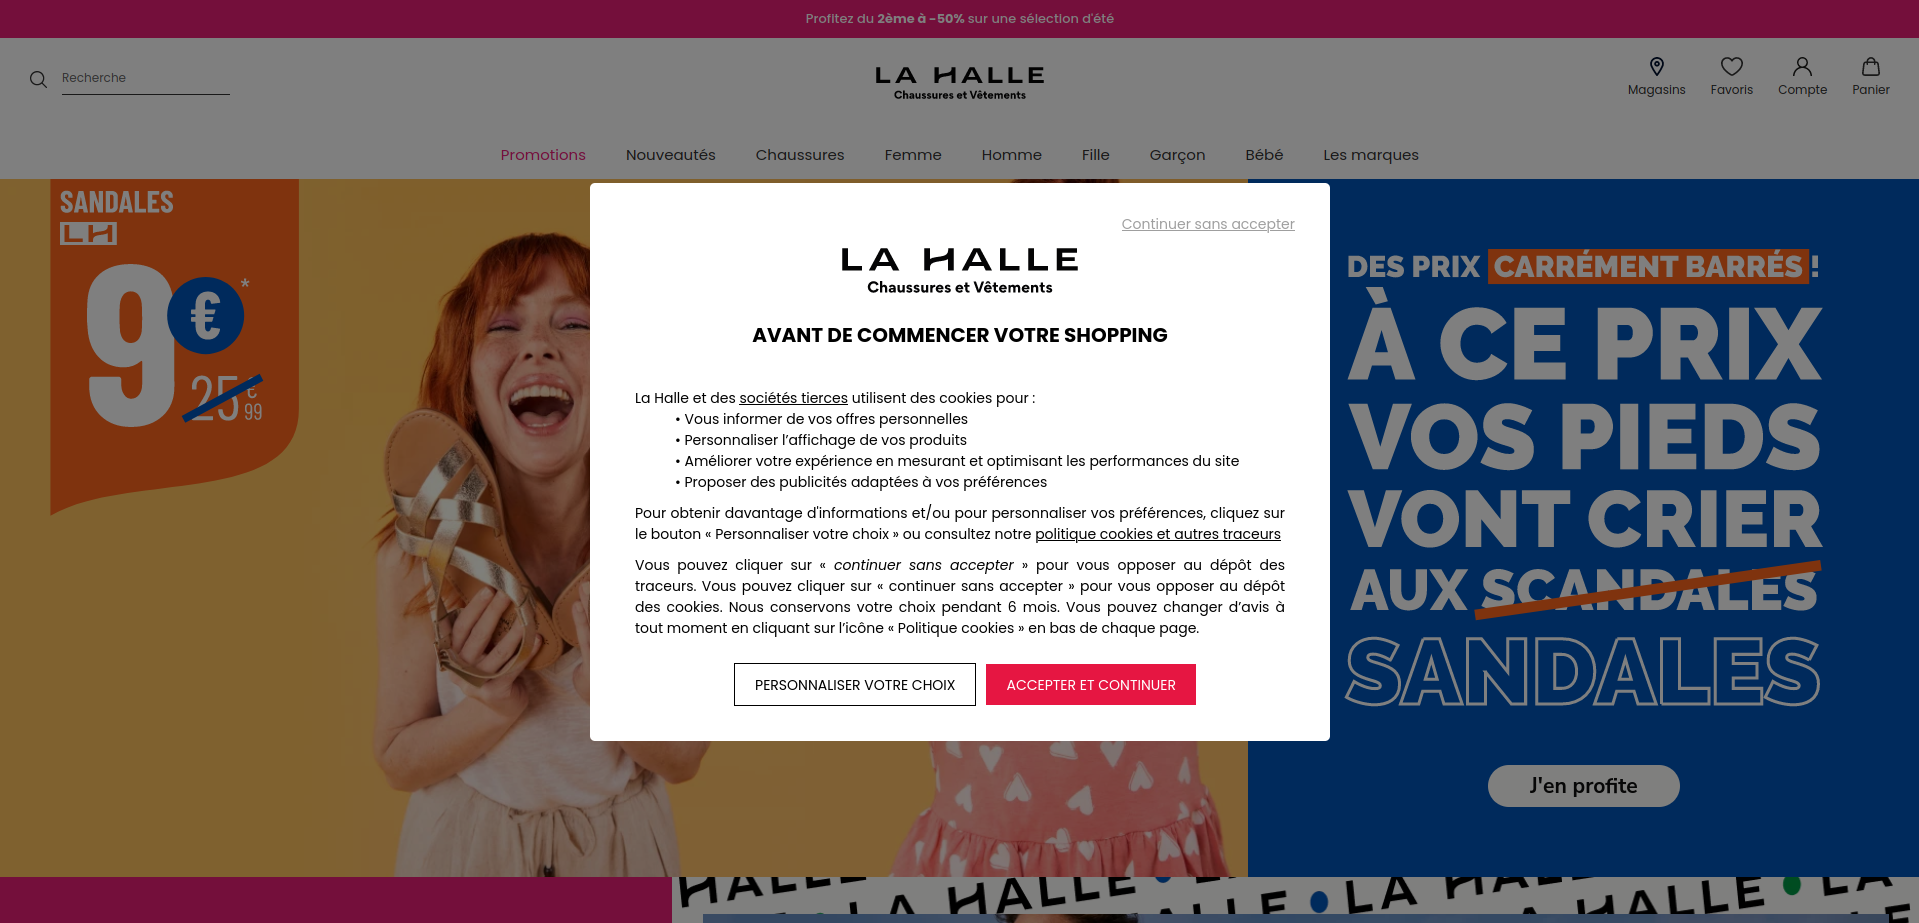 Profitez du 2ème à -50% sur une sélection d'été
Recherche
LA HALLE
Chaussures et Vêtements
Magasins
Favoris
Compte
Panier
Promotions
Nouveautés
Chaussures
Femme
Homme
Fille
Garçon
Bébé
Les marques
SANDALES
LH
9€*
25€99
Continuer sans accepter
LA HALLE
Chaussures et Vêtements
AVANT DE COMMENCER VOTRE SHOPPING
La Halle et des sociétés tierces utilisent des cookies pour :
• Vous informer de vos offres personnelles
• Personnaliser l’affichage de vos produits
• Améliorer votre expérience en mesurant et optimisant les performances du site
• Proposer des publicités adaptées à vos préférences
Pour obtenir davantage d'informations et/ou pour personnaliser vos préférences, cliquez sur
le bouton « Personnaliser votre choix » ou consultez notre politique cookies et autres traceurs
Vous pouvez cliquer sur « continuer sans accepter » pour vous opposer au dépôt des
traceurs. Vous pouvez cliquer sur « continuer sans accepter » pour vous opposer au dépôt
des cookies. Nous conservons votre choix pendant 6 mois. Vous pouvez changer d’avis à
tout moment en cliquant sur l’icône « Politique cookies » en bas de chaque page.
PERSONNALISER VOTRE CHOIX
ACCEPTER ET CONTINUER
DES PRIX CARRÉMENT BARRÉS !
À CE PRIX
VOS PIEDS
VONT CRIER
AUX SCANDALES
SANDALES
J'en profite
HALLE
LA HALLE
LA HALLE